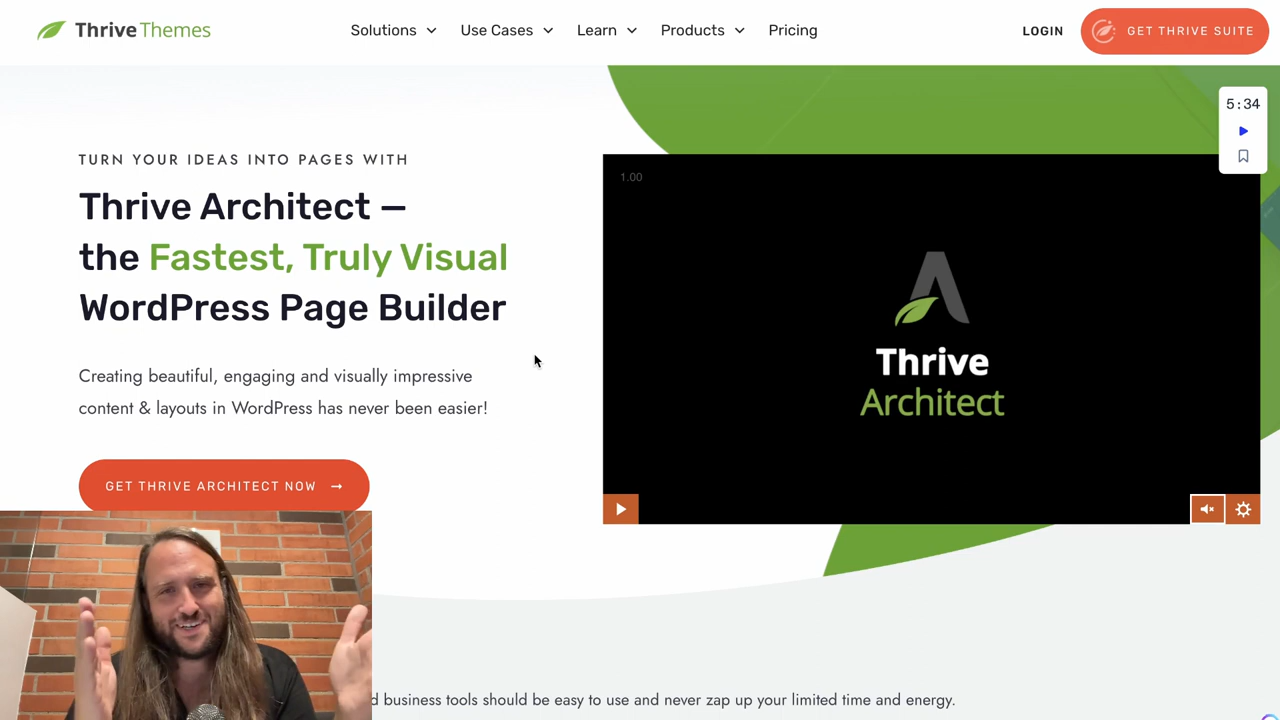 Thrive Themes
Solutions
Use Cases
Learn
Products
Pricing
LOGIN
GET THRIVE SUITE
5:34
TURN YOUR IDEAS INTO PAGES WITH
Thrive Architect —
the Fastest, Truly Visual
WordPress Page Builder
Creating beautiful, engaging and visually impressive
content & layouts in WordPress has never been easier!
GET THRIVE ARCHITECT NOW →
1.00
Thrive
Architect
business tools should be easy to use and never zap up your limited time and energy.